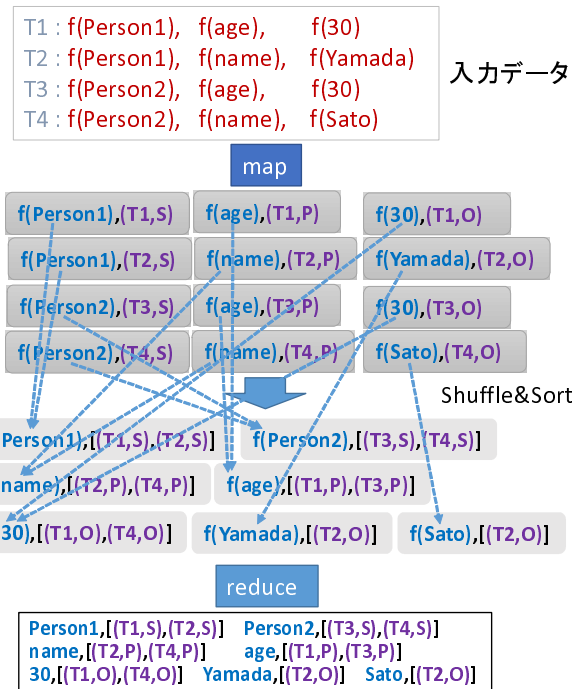 T1 : f(Person1), f(age), f(30)
T2 : f(Person1), f(name), f(Yamada)
T3 : f(Person2), f(age), f(30)
T4 : f(Person2), f(name), f(Sato)
入力データ
map
f(Person1),(T1,S) f(age),(T1,P) f(30),(T1,O)
f(Person1),(T2,S) f(name),(T2,P) f(Yamada),(T2,O)
f(Person2),(T3,S) f(age),(T3,P) f(30),(T3,O)
f(Person2),(T4,S) f(name),(T4,P) f(Sato),(T4,O)
Shuffle&Sort
Person1),[(T1,S),(T2,S)] f(Person2),[(T3,S),(T4,S)]
name),[(T2,P),(T4,P)] f(age),[(T1,P),(T3,P)]
30),[(T1,O),(T4,O)] f(Yamada),[(T2,O)] f(Sato),[(T2,O)]
reduce
Person1,[(T1,S),(T2,S)] Person2,[(T3,S),(T4,S)]
name,[(T2,P),(T4,P)] age,[(T1,P),(T3,P)]
30,[(T1,O),(T4,O)] Yamada,[(T2,O)] Sato,[(T2,O)]